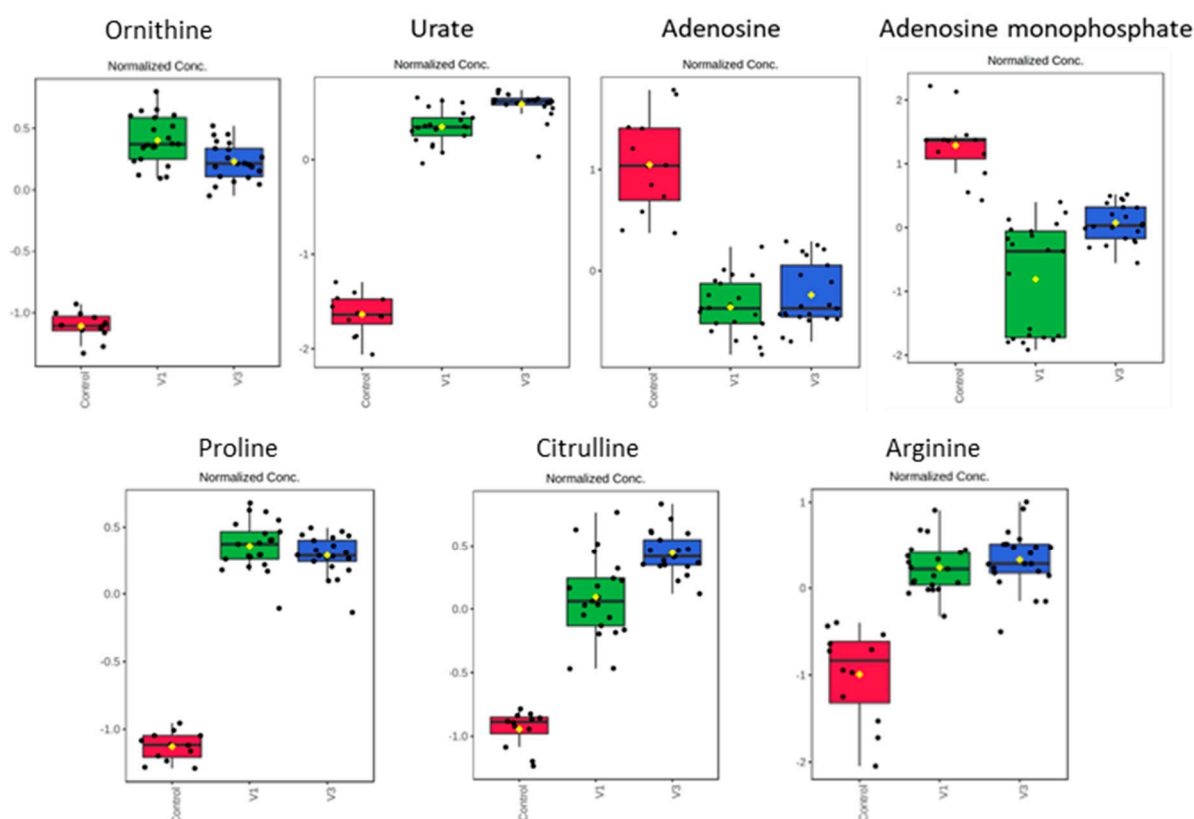 Ornithine
Normalized Conc.
0.5
0.0
-0.5
-1.0
Control
V1
V3
Urate
Normalized Conc.
0
-1
-2
Control
V1
V3
Adenosine
Normalized Conc.
1
0
Control
V1
V3
Adenosine monophosphate
Normalized Conc.
2
1
0
-1
-2
Control
V1
V3
Proline
Normalized Conc.
0.5
0.0
-0.5
-1.0
Control
V1
V3
Citrulline
Normalized Conc.
0.5
0.0
-0.5
-1.0
Control
V1
V3
Arginine
Normalized Conc.
1
0
-1
-2
Control
V1
V3